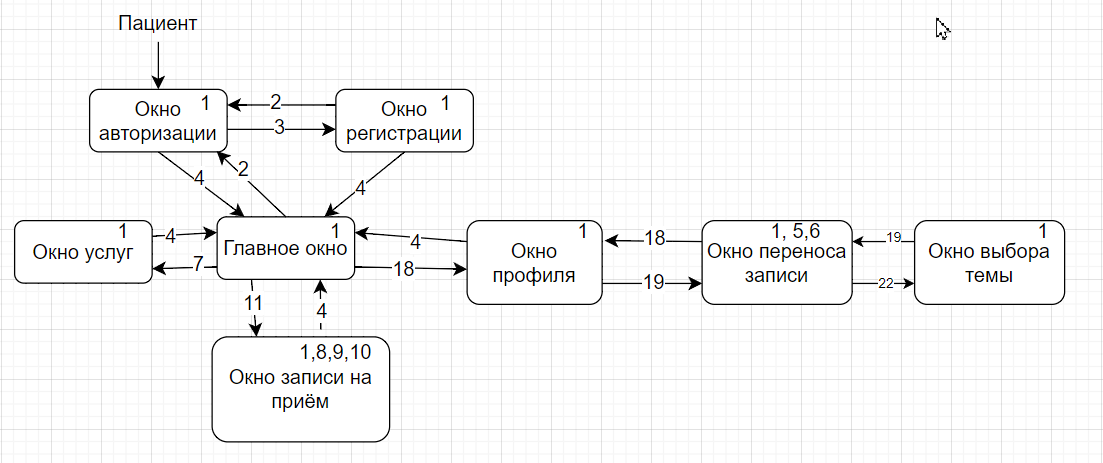 Пациент
Окно 1
авторизации
2
3
Окно 1
регистрации
4
2
4
1
Окно услуг
4
7
1
Главное окно
4
18
Окно 1
профиля
18
19
1, 5,6
Окно переноса
записи
19
22
1
Окно выбора
темы
11
4
1,8,9,10
Окно записи на
приём